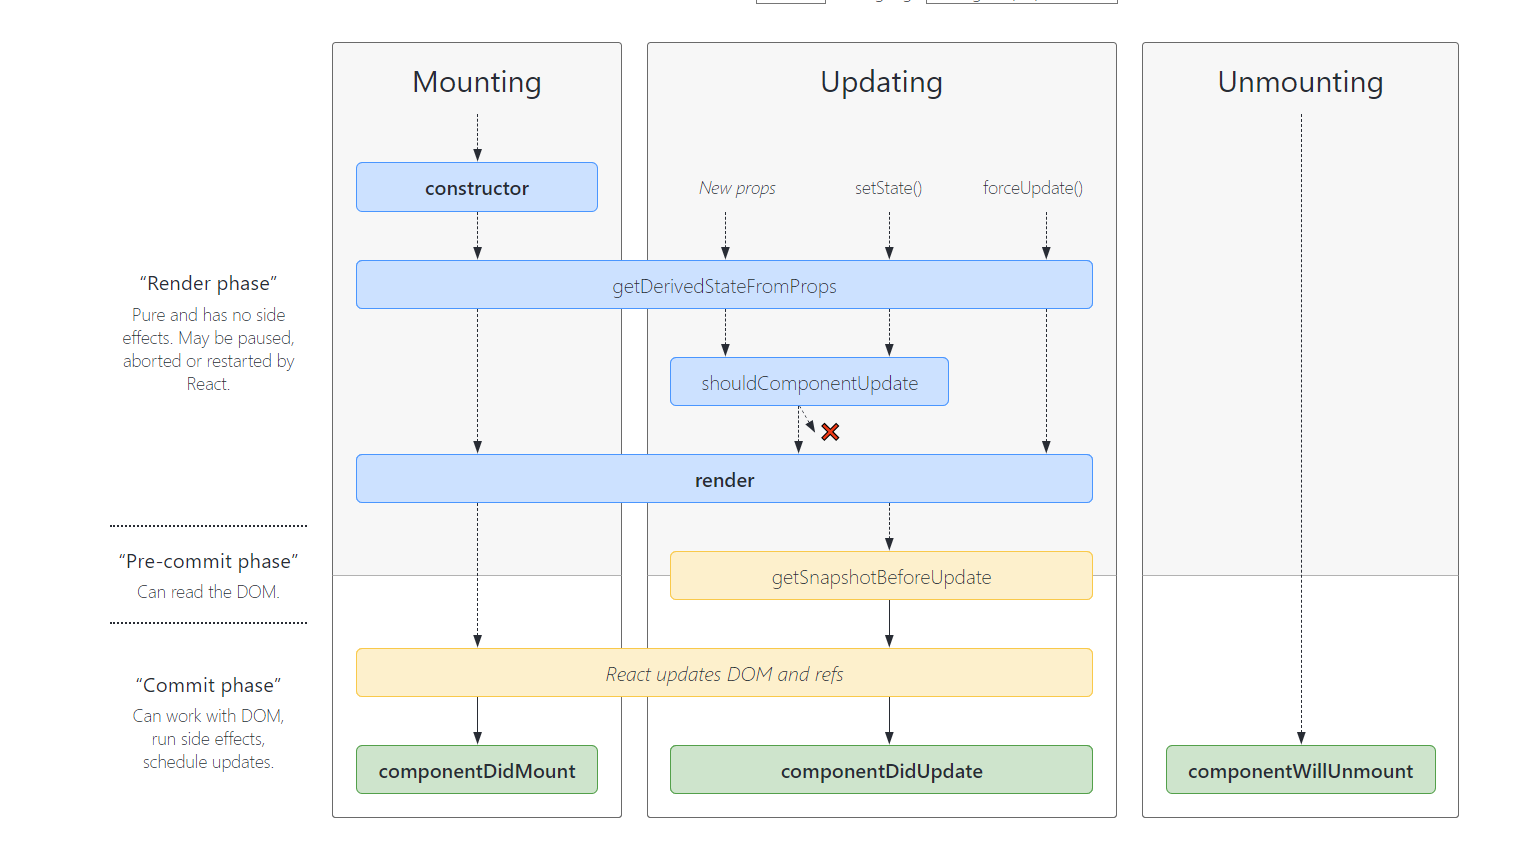 Mounting
Updating
Unmounting
constructor
New props
setState()
forceUpdate()
“Render phase”
Pure and has no side
effects. May be paused,
aborted or restarted by
React.
getDerivedStateFromProps
shouldComponentUpdate
render
“Pre-commit phase”
Can read the DOM.
getSnapshotBeforeUpdate
“Commit phase”
Can work with DOM,
run side effects,
schedule updates.
React updates DOM and refs
componentDidMount
componentDidUpdate
componentWillUnmount